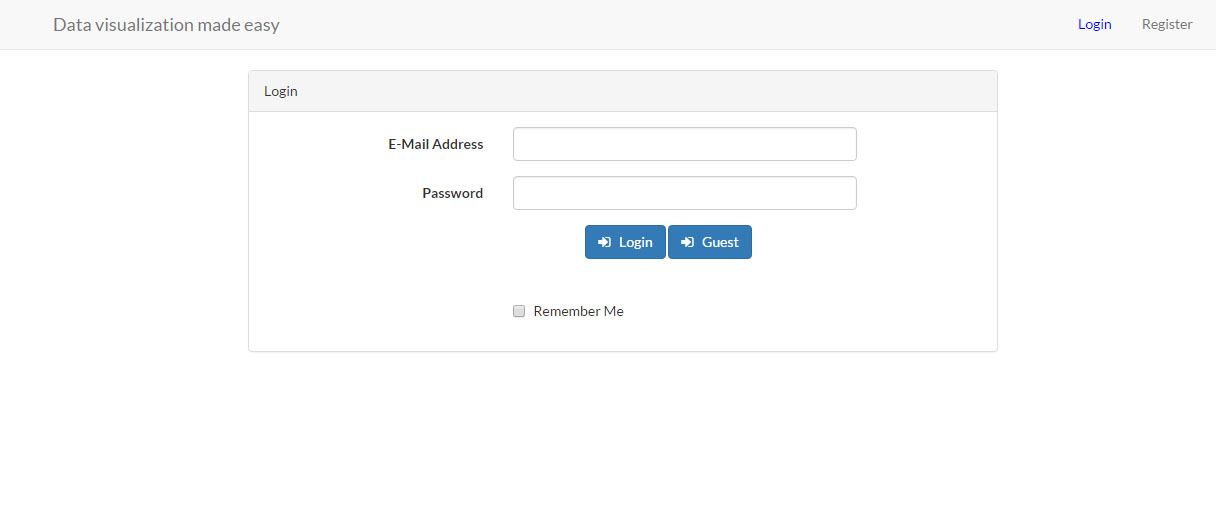 Data visualization made easy Login Register
Login
E-Mail Address
Password
Login Guest
Remember Me